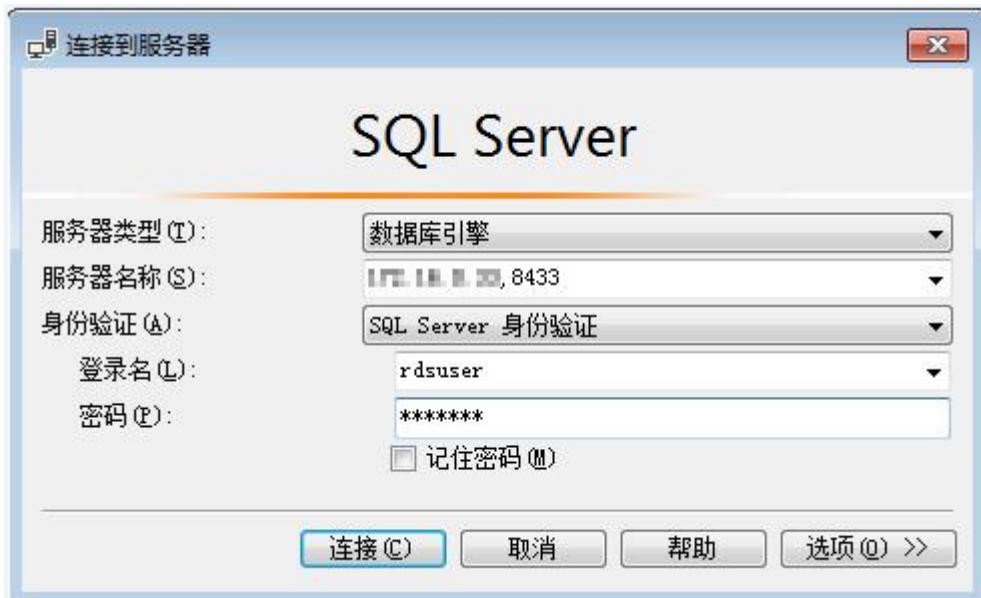 连接到服务器
SQL Server
服务器类型(T): 数据库引擎
服务器名称(S): ,8433
身份验证(A): SQL Server 身份验证
登录名(L): rdsuser
密码(P): *******
记住密码(M)
连接(C) 取消 帮助 选项(O) >>